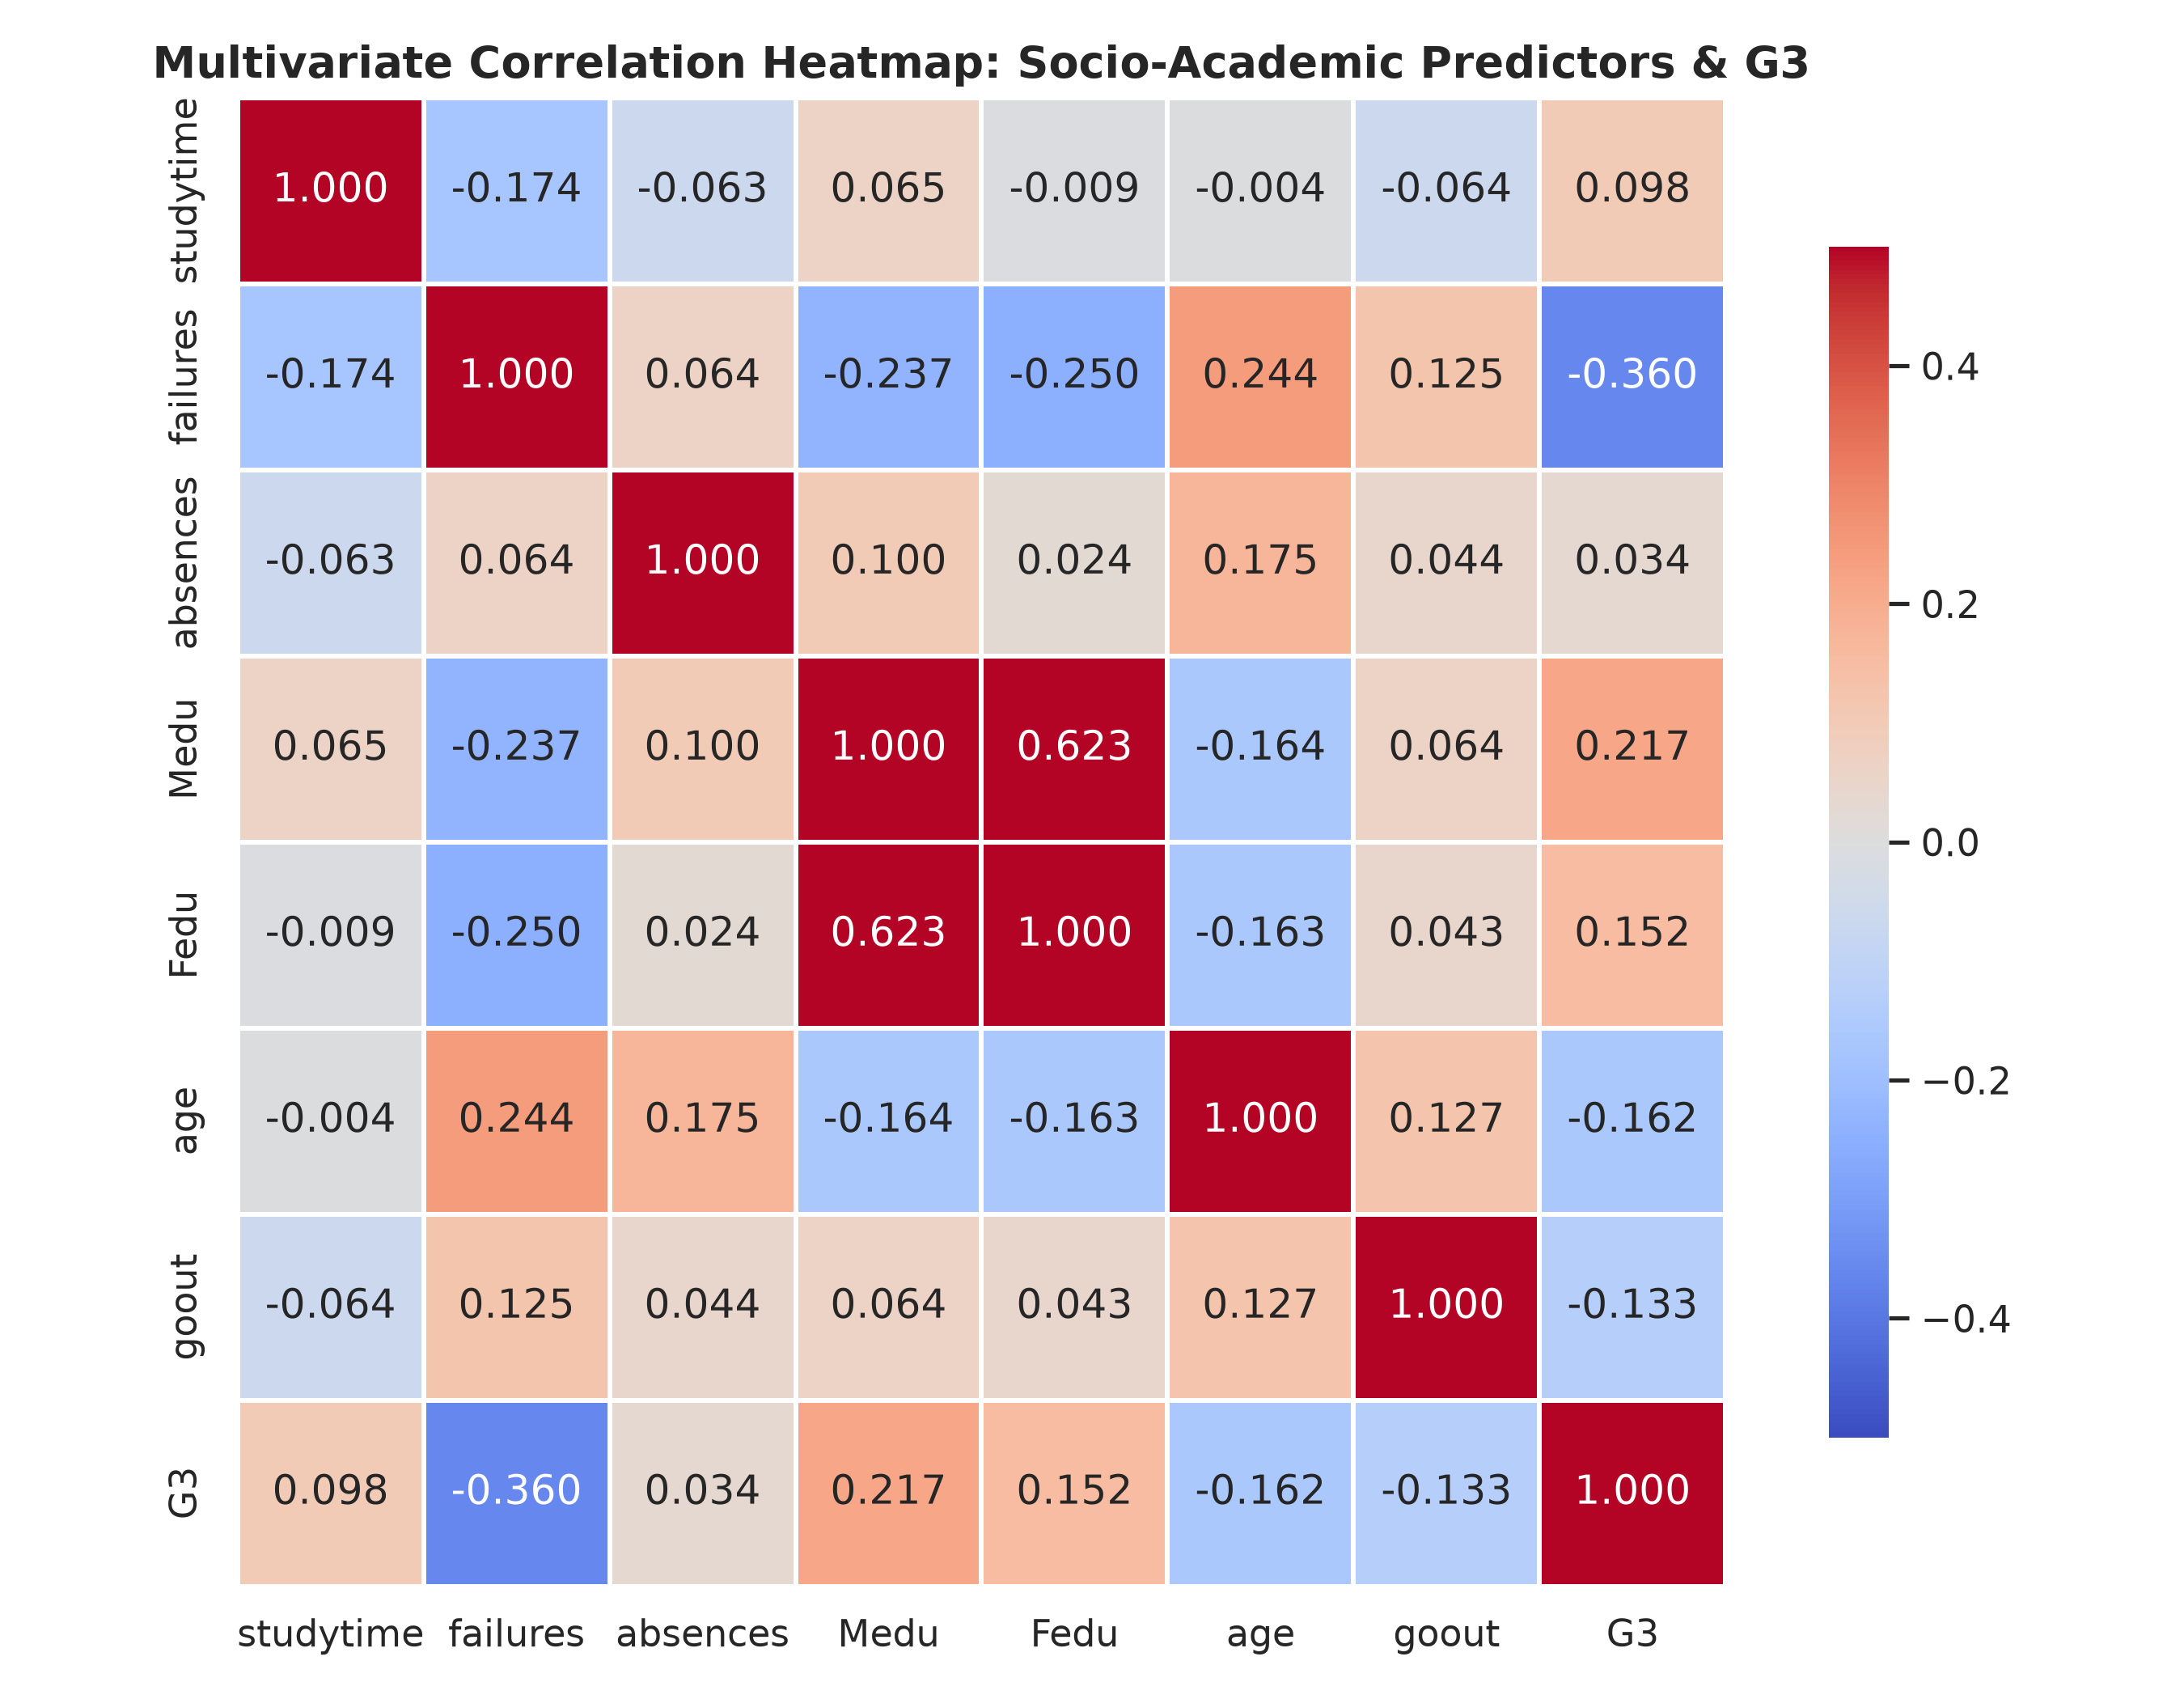 Multivariate Correlation Heatmap: Socio-Academic Predictors & G3
studytime 1.000 -0.174 -0.063 0.065 -0.009 -0.004 -0.064 0.098
failures -0.174 1.000 0.064 -0.237 -0.250 0.244 0.125 -0.360
absences -0.063 0.064 1.000 0.100 0.024 0.175 0.044 0.034
Medu 0.065 -0.237 0.100 1.000 0.623 -0.164 0.064 0.217
Fedu -0.009 -0.250 0.024 0.623 1.000 -0.163 0.043 0.152
age -0.004 0.244 0.175 -0.164 -0.163 1.000 0.127 -0.162
goout -0.064 0.125 0.044 0.064 0.043 0.127 1.000 -0.133
G3 0.098 -0.360 0.034 0.217 0.152 -0.162 -0.133 1.000
studytime failures absences Medu Fedu age goout G3
0.4
0.2
0.0
−0.2
−0.4